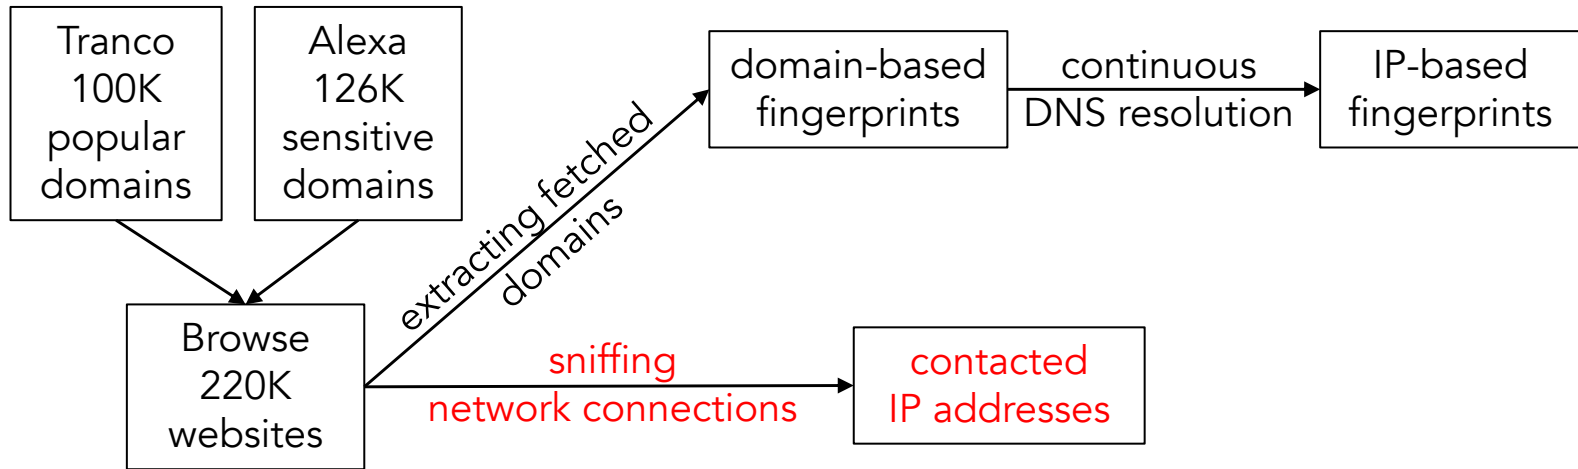 Tranco
100K
popular
domains
Alexa
126K
sensitive
domains
Browse
220K
websites
extracting fetched
domains
domain-based
fingerprints
continuous
DNS resolution
IP-based
fingerprints
sniffing
network connections
contacted
IP addresses